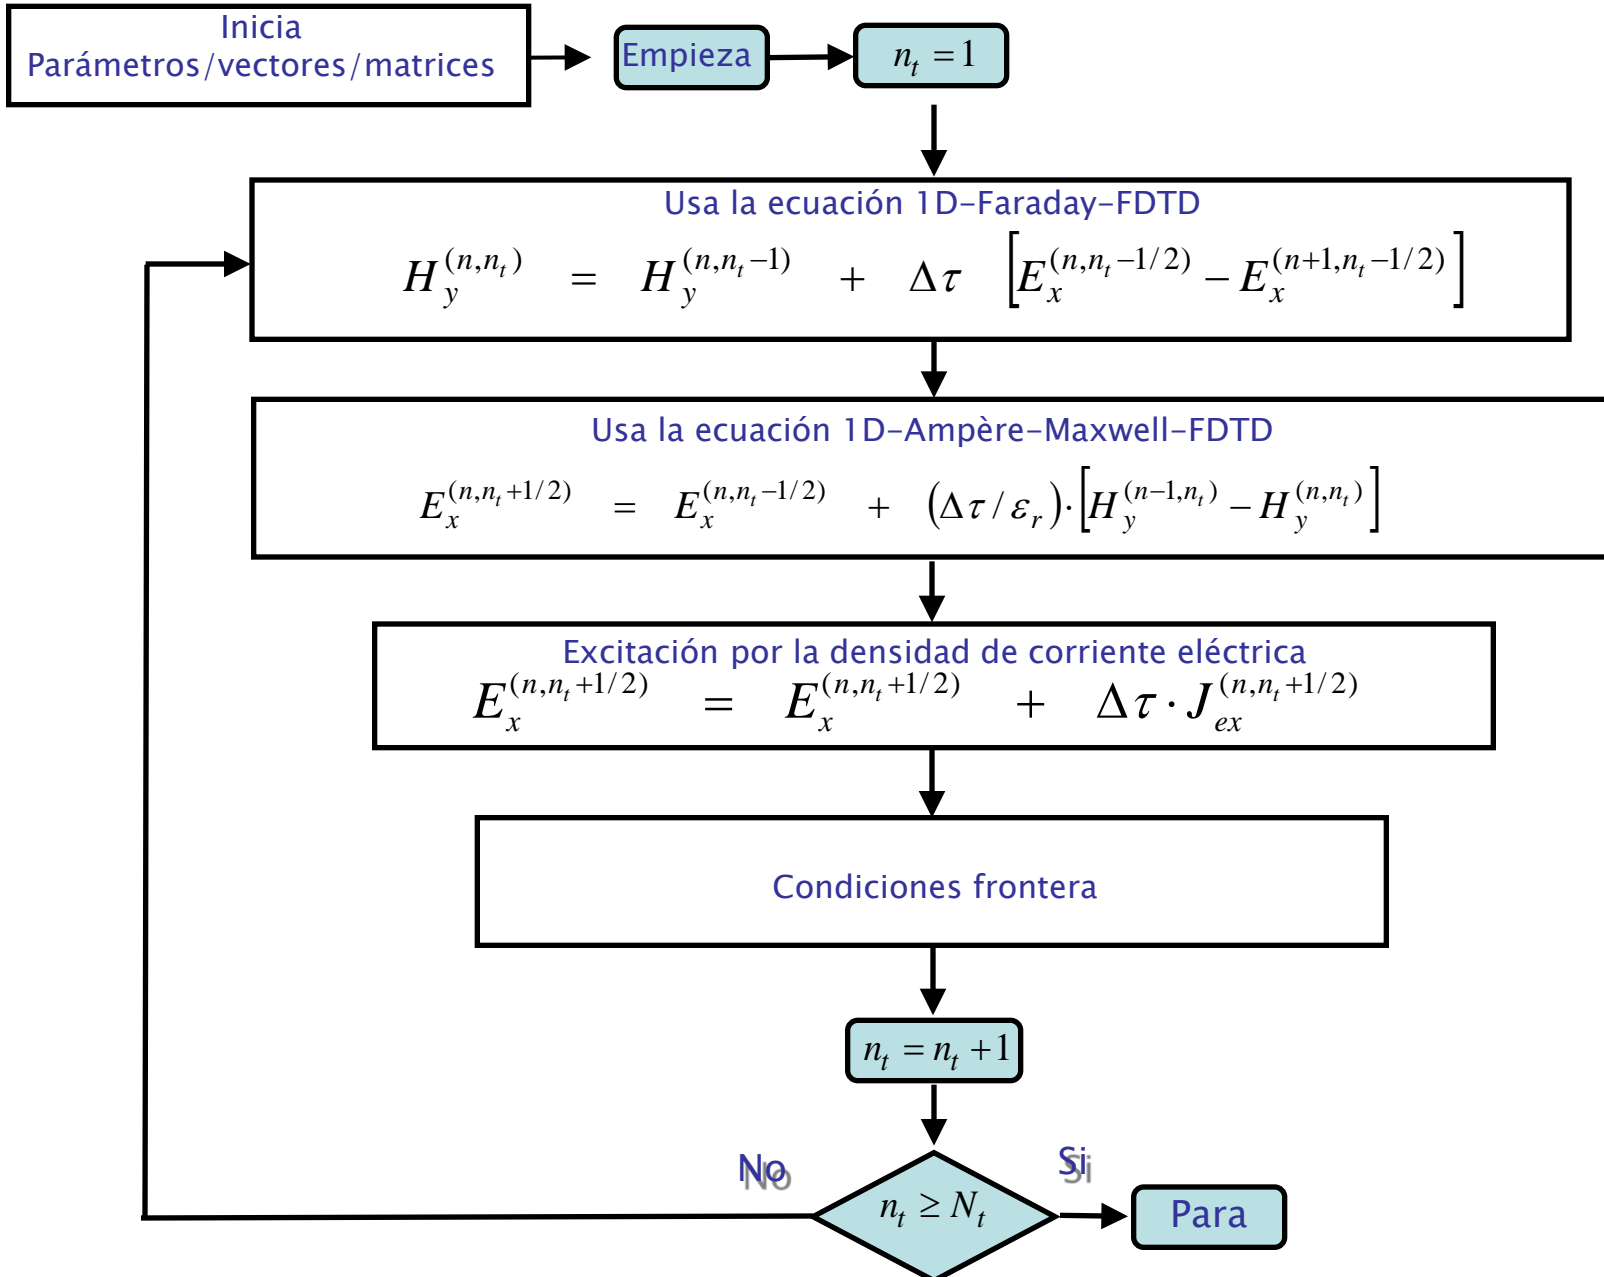 Inicia
Parámetros/vectores/matrices
Empieza
n_t = 1
Usa la ecuación 1D-Faraday-FDTD
H_y^{(n,n_t)} = H_y^{(n,n_t-1)} + Δτ [E_x^{(n,n_t-1/2)} - E_x^{(n+1,n_t-1/2)}]
Usa la ecuación 1D-Ampère-Maxwell-FDTD
E_x^{(n,n_t+1/2)} = E_x^{(n,n_t-1/2)} + (Δτ / ε_r)·[H_y^{(n-1,n_t)} - H_y^{(n,n_t)}]
Excitación por la densidad de corriente eléctrica
E_x^{(n,n_t+1/2)} = E_x^{(n,n_t+1/2)} + Δτ · J_{ex}^{(n,n_t+1/2)}
Condiciones frontera
n_t = n_t + 1
No
Si
n_t ≥ N_t
Para